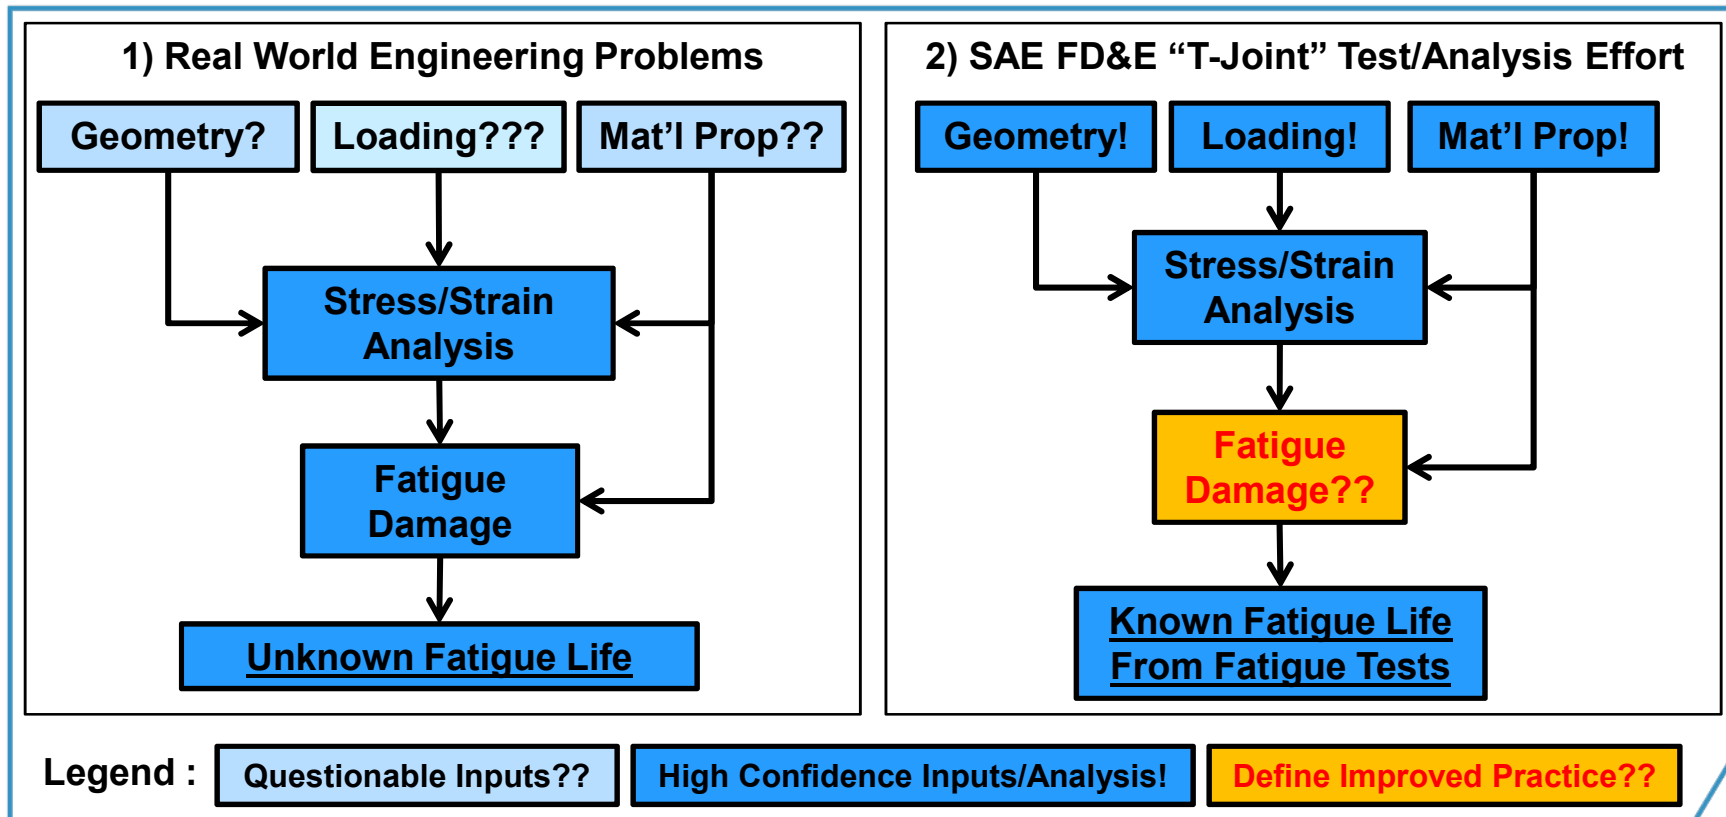 1) Real World Engineering Problems
Geometry?
Loading???
Mat’l Prop??
Stress/Strain
Analysis
Fatigue
Damage
Unknown Fatigue Life
2) SAE FD&E “T-Joint” Test/Analysis Effort
Geometry!
Loading!
Mat’l Prop!
Stress/Strain
Analysis
Fatigue
Damage??
Known Fatigue Life
From Fatigue Tests
Legend :
Questionable Inputs??
High Confidence Inputs/Analysis!
Define Improved Practice??